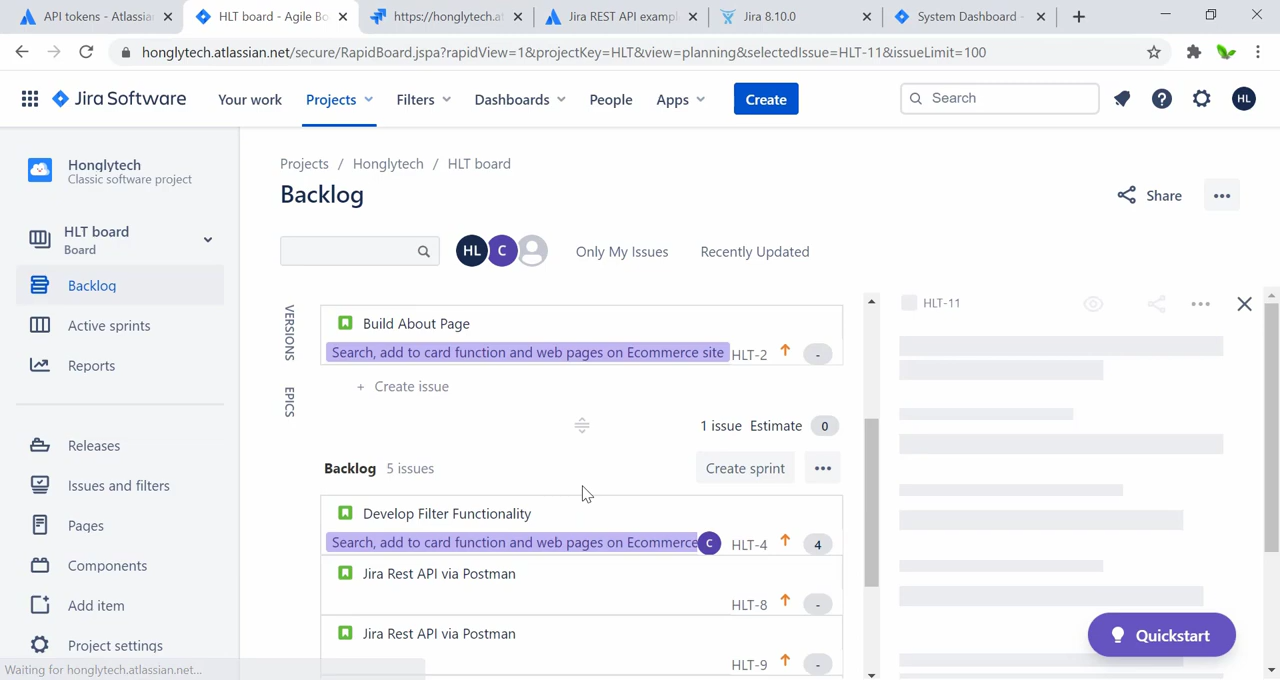 API tokens - Atlassian
HLT board - Agile Bo
https://honglytech.at
Jira REST API exampl
Jira 8.10.0
System Dashboard -
honglytech.atlassian.net/secure/RapidBoard.jspa?rapidView=1&projectKey=HLT&view=planning&selectedIssue=HLT-11&issueLimit=100
Jira Software
Your work
Projects
Filters
Dashboards
People
Apps
Create
Search
HL
Honglytech
Classic software project
HLT board
Board
Backlog
Active sprints
Reports
Releases
Issues and filters
Pages
Components
Add item
Project settings
Waiting for honglytech.atlassian.net...
Projects / Honglytech / HLT board
Backlog
Share
HL
C
Only My Issues
Recently Updated
VERSIONS
EPICS
Build About Page
Search, add to card function and web pages on Ecommerce site
HLT-2
-
+ Create issue
1 issue Estimate 0
Backlog 5 issues
Create sprint
Develop Filter Functionality
Search, add to card function and web pages on Ecommerce
C
HLT-4
4
Jira Rest API via Postman
HLT-8
-
Jira Rest API via Postman
HLT-9
-
HLT-11
Quickstart